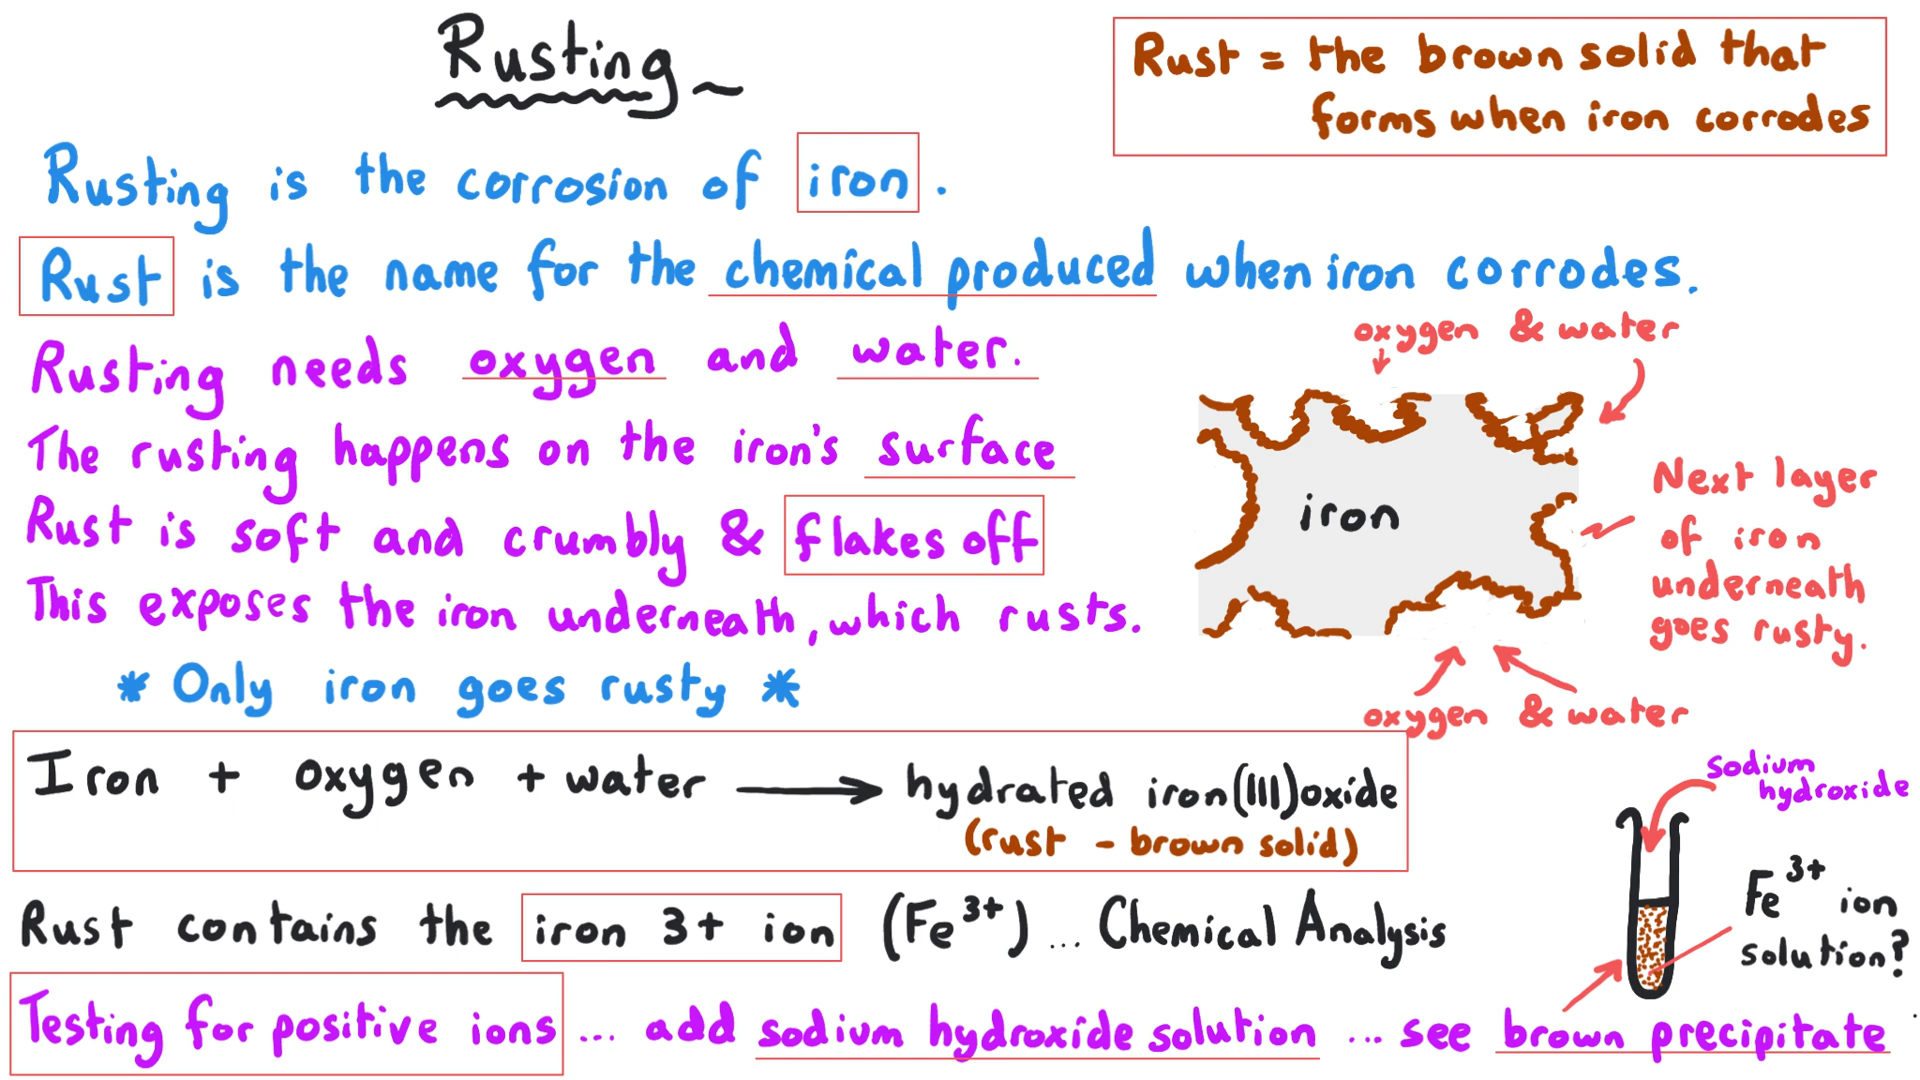 Rusting
Rust = the brown solid that
forms when iron corrodes
Rusting is the corrosion of iron.
Rust is the name for the chemical produced when iron corrodes.
Rusting needs oxygen and water.
The rusting happens on the iron's surface
Rust is soft and crumbly & flakes off
This exposes the iron underneath, which rusts.
* Only iron goes rusty *
oxygen & water
iron
Next layer
of iron
underneath
goes rusty.
oxygen & water
Iron + oxygen + water ⟶ hydrated iron(III)oxide
(rust - brown solid)
sodium
hydroxide
Fe³⁺ ion
solution?
Rust contains the iron 3+ ion (Fe³⁺) ... Chemical Analysis
Testing for positive ions ... add sodium hydroxide solution ... see brown precipitate